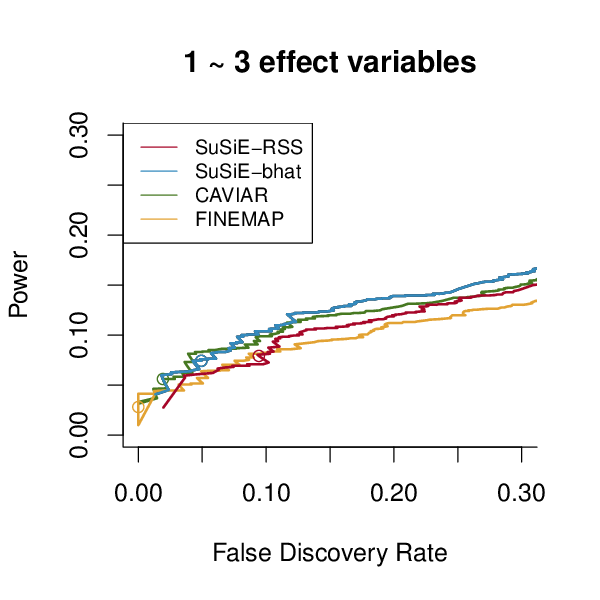 1 ~ 3 effect variables
SuSiE−RSS
SuSiE−bhat
CAVIAR
FINEMAP
Power
0.30
0.20
0.10
0.00
0.00 0.10 0.20 0.30
False Discovery Rate